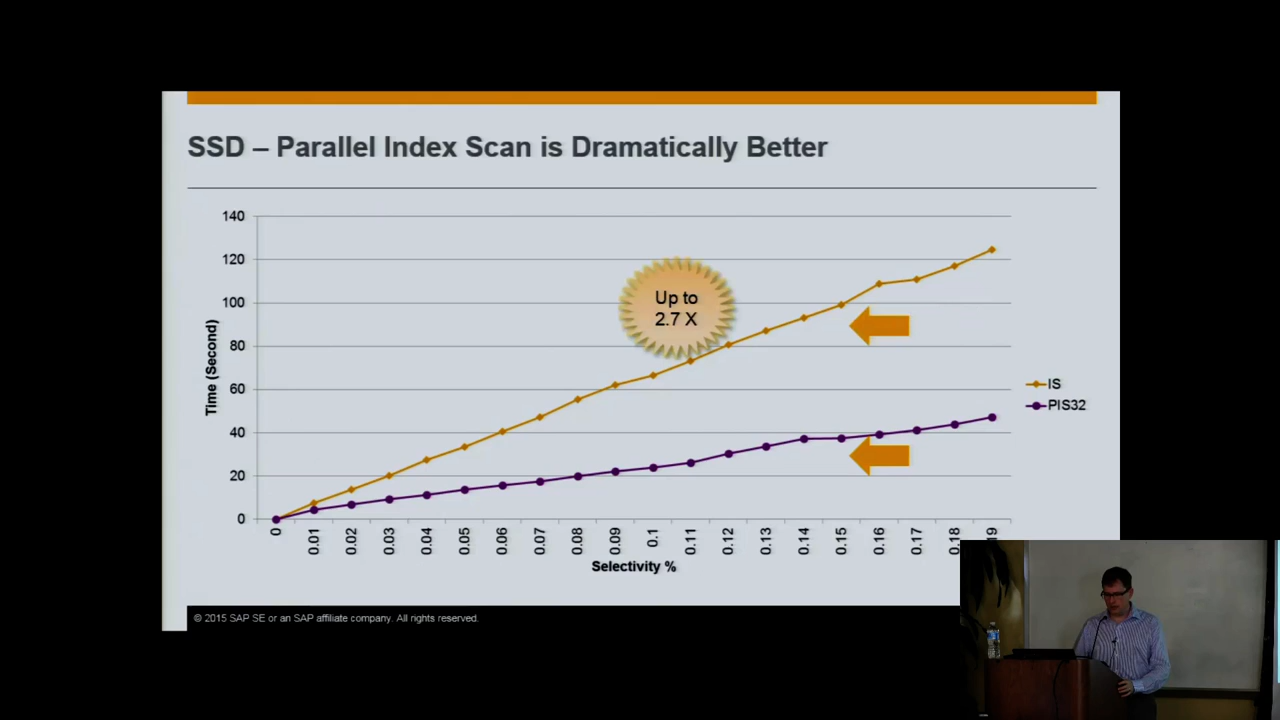 SSD – Parallel Index Scan is Dramatically Better
140
120
100
80
60
40
20
0
Time (Second)
Up to
2.7 X
IS
PIS32
0 0.01 0.02 0.03 0.04 0.05 0.06 0.07 0.08 0.09 0.1 0.11 0.12 0.13 0.14 0.15 0.16 0.17 0.18 19
Selectivity %
© 2015 SAP SE or an SAP affiliate company. All rights reserved.